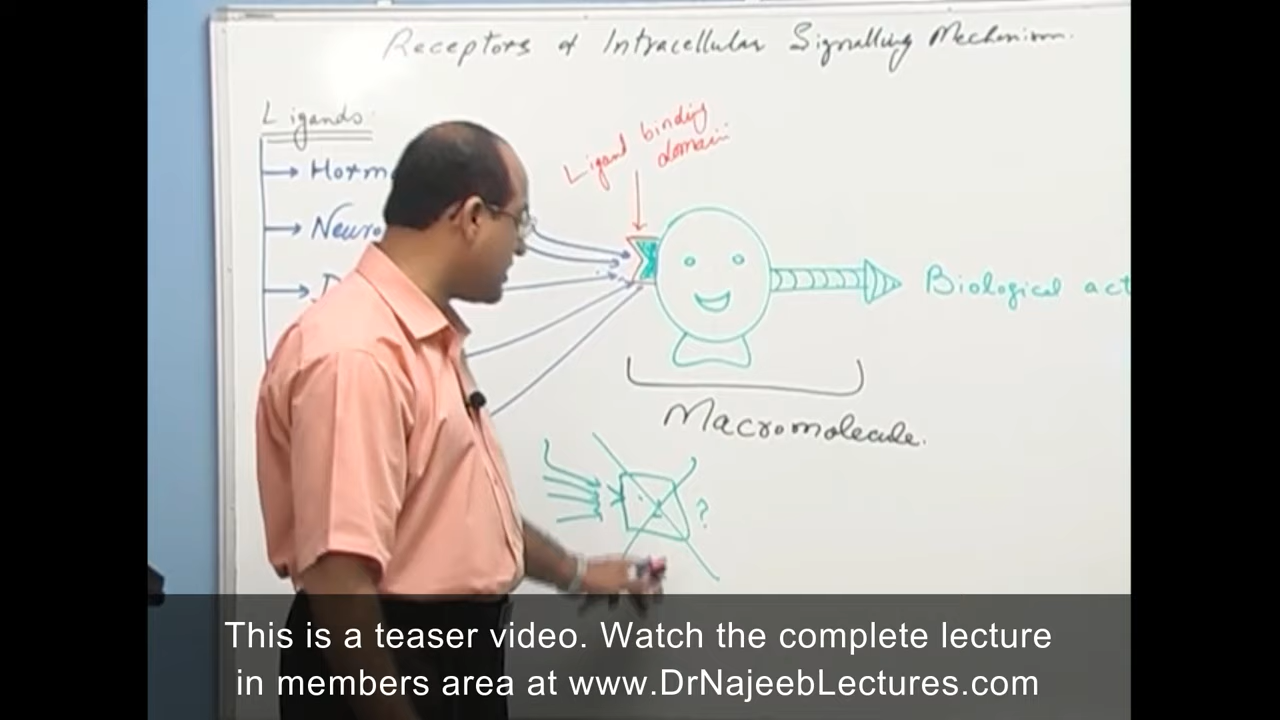 Receptors & Intracellular Signalling Mechanism.
Ligands
Horm
Neuro
Ligand binding
domain
Biological act
Macromolecule.
?
This is a teaser video. Watch the complete lecture
in members area at www.DrNajeebLectures.com